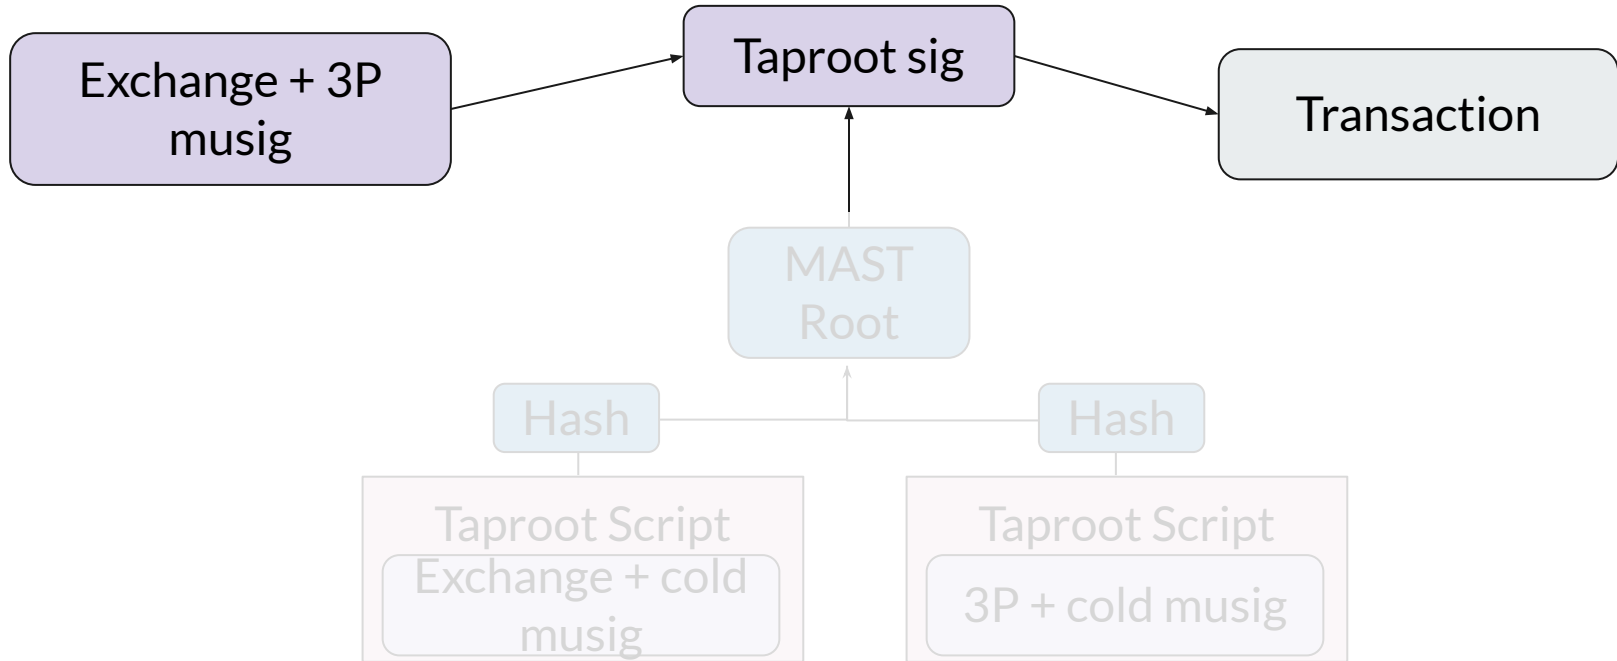 Exchange + 3P
musig
Taproot sig
Transaction
MAST
Root
Hash
Hash
Taproot Script
Exchange + cold
musig
Taproot Script
3P + cold musig